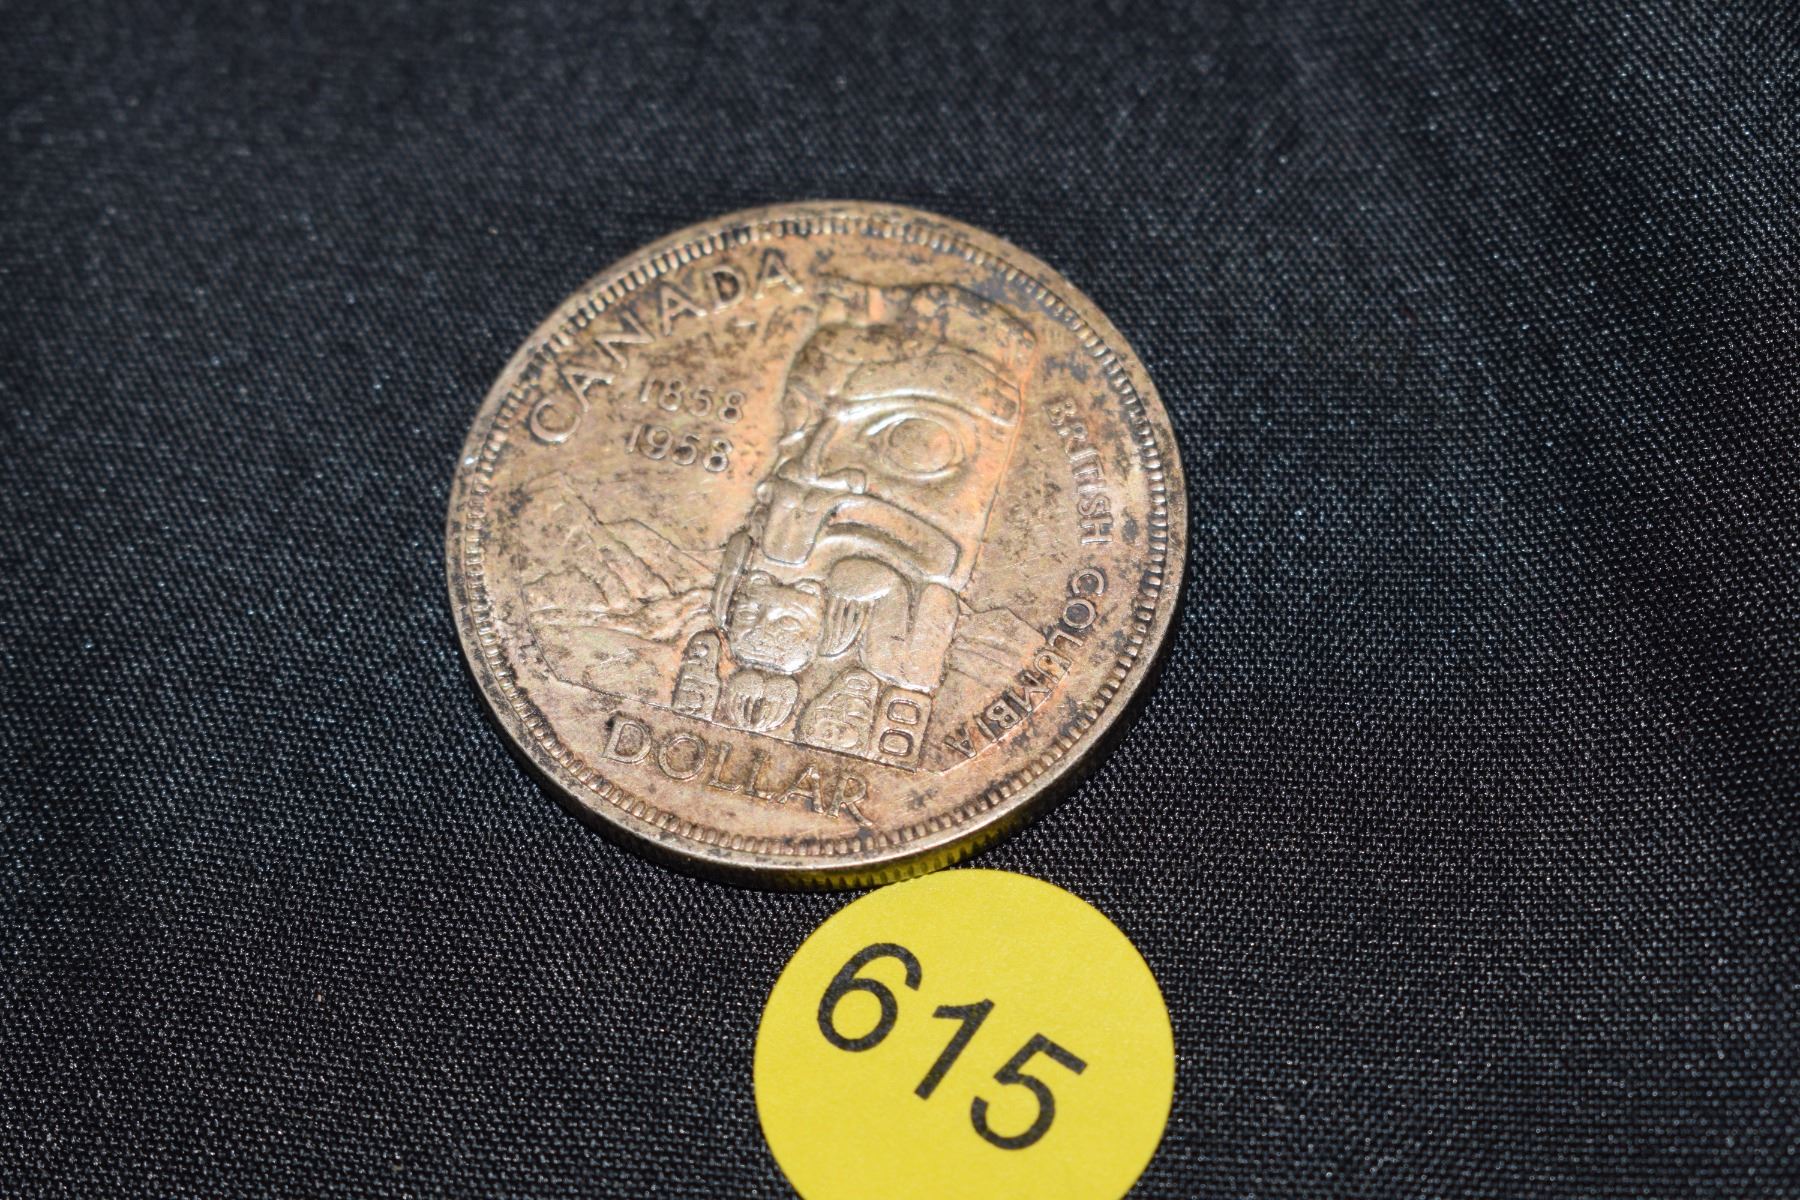 CANADA
1858
1958
BRITISH COLUMBIA
DOLLAR
615